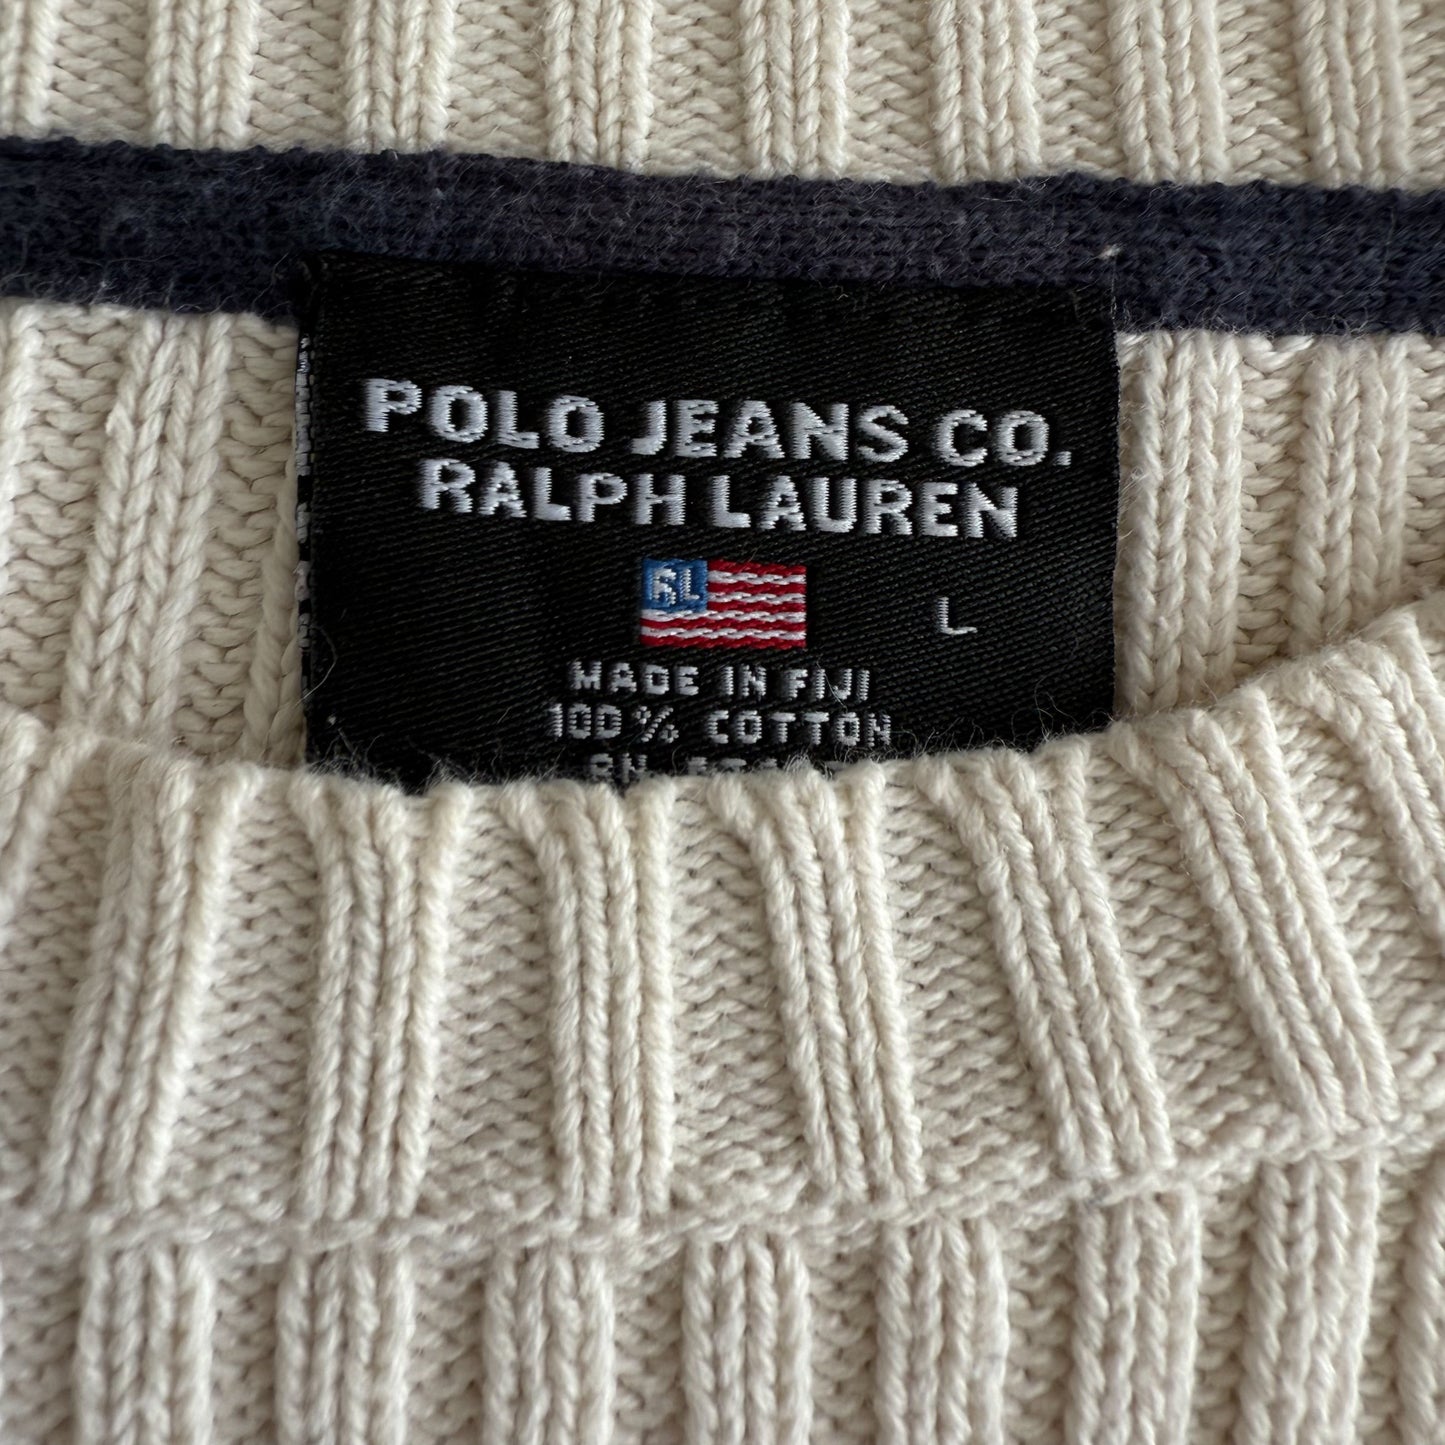 POLO JEANS CO.
RALPH LAUREN
RL
L
MADE IN FIJI
100% COTTON